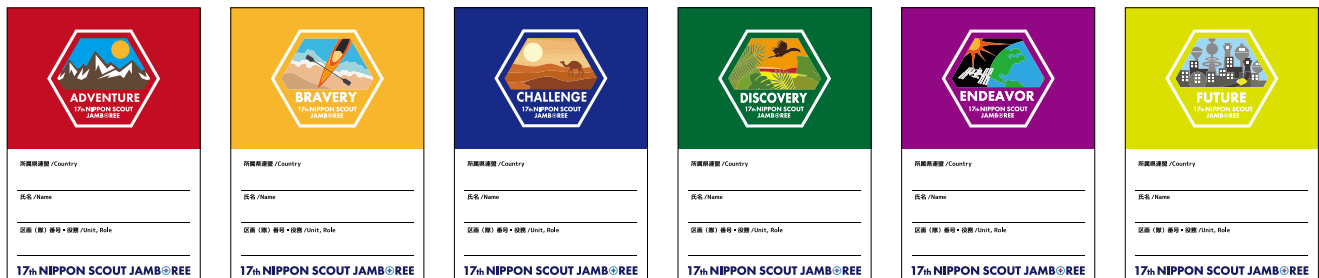 ADVENTURE
17th NIPPON SCOUT
JAMBOREE
所属県連盟 /Country
氏名 /Name
区画（隊）番号・役務 /Unit, Role
17th NIPPON SCOUT JAMBOREE
BRAVERY
17th NIPPON SCOUT
JAMBOREE
所属県連盟 /Country
氏名 /Name
区画（隊）番号・役務 /Unit, Role
17th NIPPON SCOUT JAMBOREE
CHALLENGE
17th NIPPON SCOUT
JAMBOREE
所属県連盟 /Country
氏名 /Name
区画（隊）番号・役務 /Unit, Role
17th NIPPON SCOUT JAMBOREE
DISCOVERY
17th NIPPON SCOUT
JAMBOREE
所属県連盟 /Country
氏名 /Name
区画（隊）番号・役務 /Unit, Role
17th NIPPON SCOUT JAMBOREE
ENDEAVOR
17th NIPPON SCOUT
JAMBOREE
所属県連盟 /Country
氏名 /Name
区画（隊）番号・役務 /Unit, Role
17th NIPPON SCOUT JAMBOREE
FUTURE
17th NIPPON SCOUT
JAMBOREE
所属県連盟 /Country
氏名 /Name
区画（隊）番号・役務 /Unit, Role
17th NIPPON SCOUT JAMBOREE